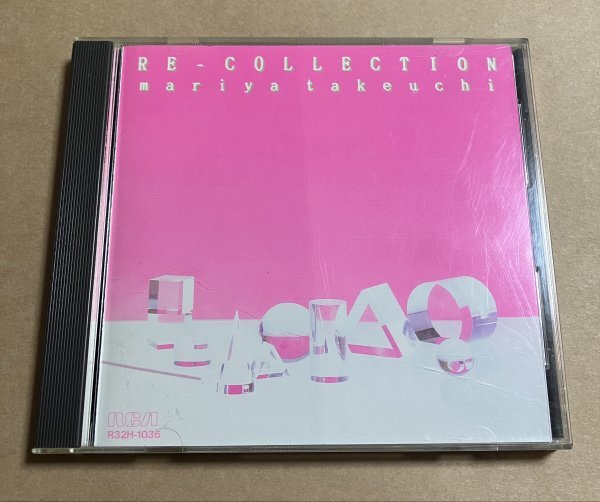 RE-COLLECTION
mariya takeuchi
RCA
R32H-1036